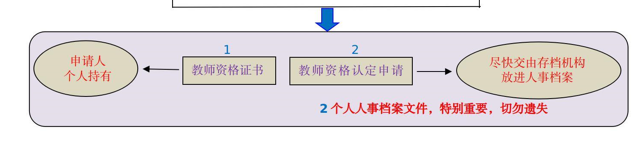 1
2
申请人
个人持有
教师资格证书
教师资格认定申请
尽快交由存档机构
放进人事档案
2 个人人事档案文件，特别重要，切勿遗失